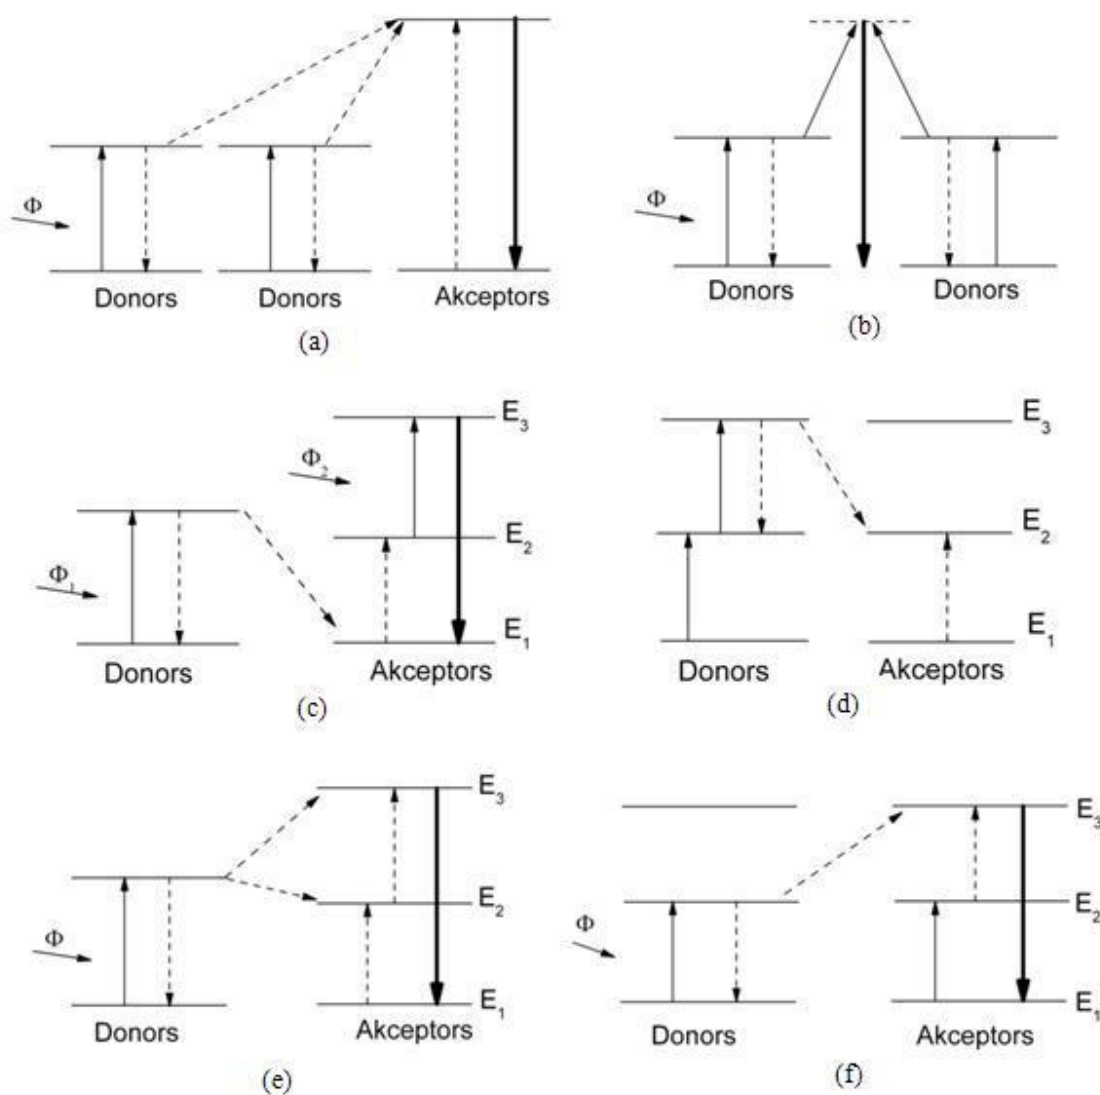 Φ
Donors
Donors
Akceptors
(a)
Φ
Donors
Donors
(b)
E3
Φ2
E2
Φ1
E1
Donors
Akceptors
(c)
E3
E2
E1
Donors
Akceptors
(d)
E3
E2
Φ
E1
Donors
Akceptors
(e)
E3
E2
Φ
E1
Donors
Akceptors
(f)